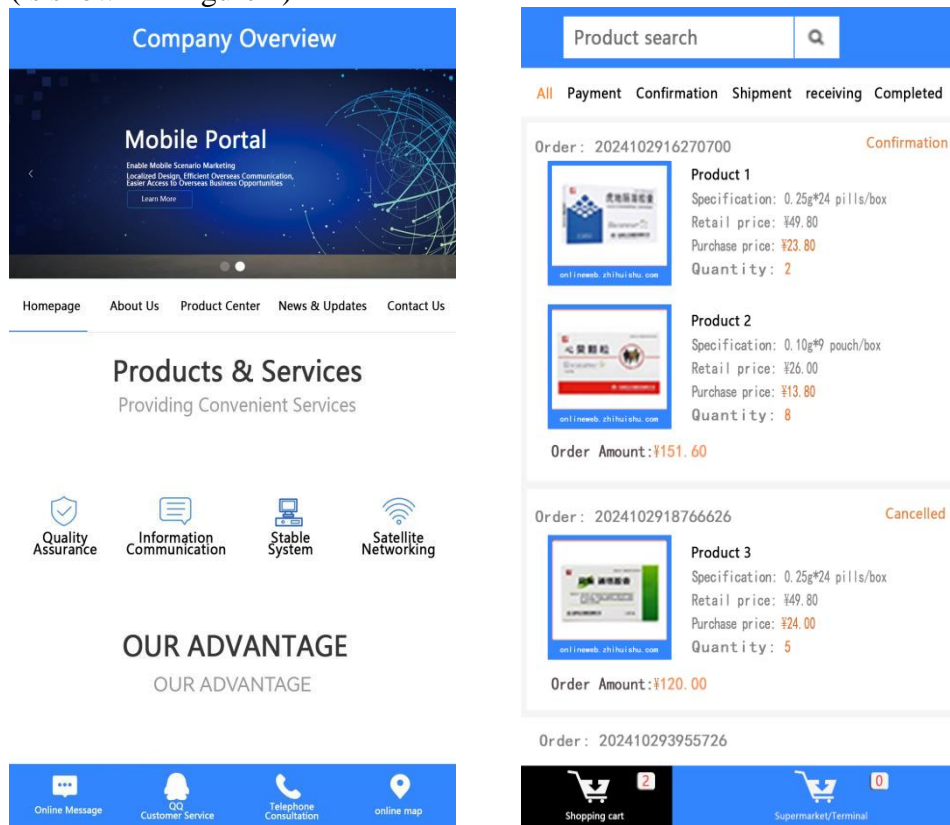 Company Overview
Mobile Portal
Enable Mobile Scenario Marketing
Localized Design, Efficient Overseas Communication,
Easier Access to Overseas Business Opportunities
Learn More
Homepage About Us Product Center News & Updates Contact Us
Products & Services
Providing Convenient Services
Quality Assurance
Information Communication
Stable System
Satellite Networking
OUR ADVANTAGE
OUR ADVANTAGE
Online Message
QQ Customer Service
Telephone Consultation
online map
Product search
All Payment Confirmation Shipment receiving Completed
Order: 2024102916270700 Confirmation
onlineweb.zhihuishu.com
Product 1
Specification: 0.25g*24 pills/box
Retail price: ¥49.80
Purchase price: ¥23.80
Quantity: 2
心荣颗粒
onlineweb.zhihuishu.com
Product 2
Specification: 0.10g*9 pouch/box
Retail price: ¥26.00
Purchase price: ¥13.80
Quantity: 8
Order Amount:¥151.60
Order: 2024102918766626 Cancelled
onlineweb.zhihuishu.com
Product 3
Specification: 0.25g*24 pills/box
Retail price: ¥49.80
Purchase price: ¥24.00
Quantity: 5
Order Amount:¥120.00
Order: 202410293955726
2
Shopping cart
0
Supermarket/Terminal